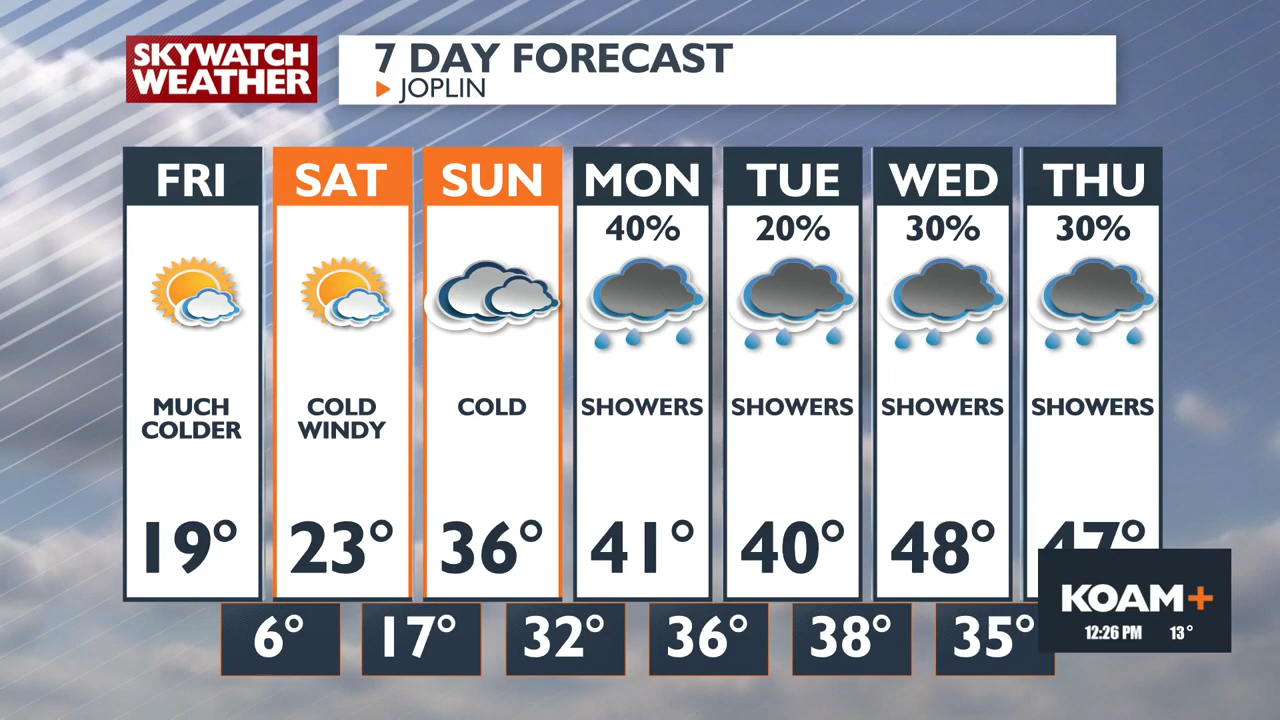 SKYWATCH
WEATHER
7 DAY FORECAST
JOPLIN
FRI SAT SUN MON TUE WED THU
40% 20% 30% 30%
MUCH
COLDER
COLD
WINDY
COLD
SHOWERS
SHOWERS
SHOWERS
SHOWERS
19° 23° 36° 41° 40° 48° 47°
6° 17° 32° 36° 38° 35°
KOAM+
12:26 PM 13°